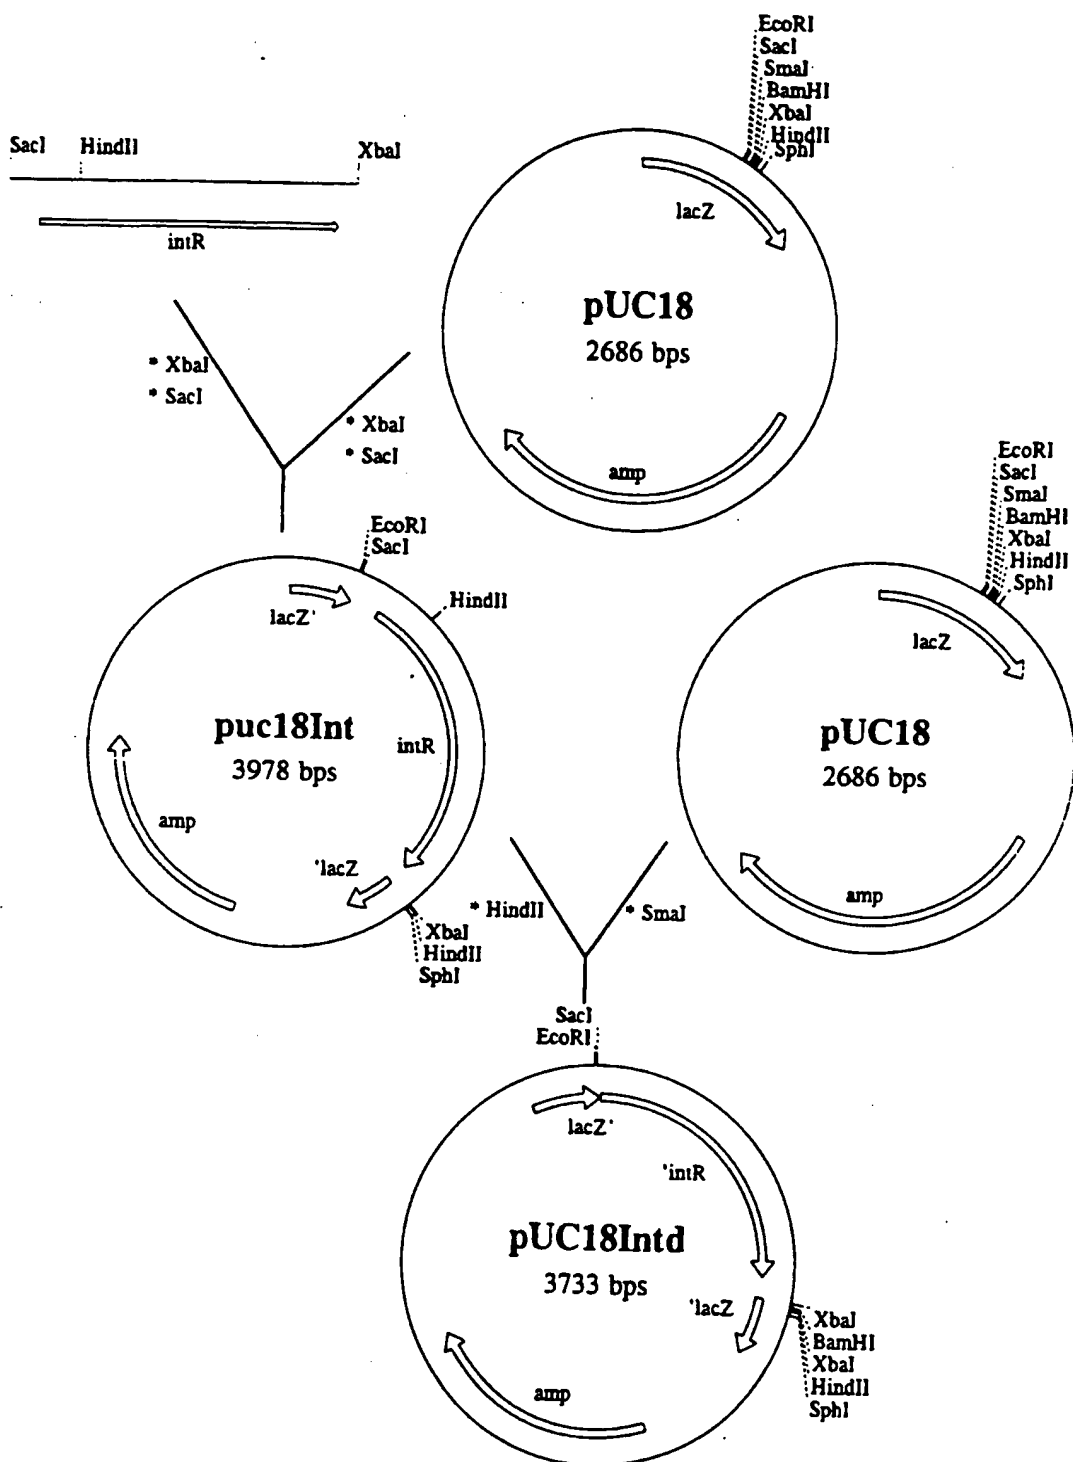 EcoRI
SacI
SmaI
BamHI
XbaI
HindII
SphI
SacI HindII XbaI
intR
lacZ
pUC18
2686 bps
amp
* XbaI
* SacI
* XbaI
* SacI
EcoRI
SacI
HindII
lacZ'
puc18Int
3978 bps
intR
amp
'lacZ
XbaI
HindII
SphI
EcoRI
SacI
SmaI
BamHI
XbaI
HindII
SphI
lacZ
pUC18
2686 bps
amp
* HindII
* SmaI
SacI
EcoRI
lacZ'
'intR
pUC18Intd
3733 bps
'lacZ
amp
XbaI
BamHI
XbaI
HindII
SphI